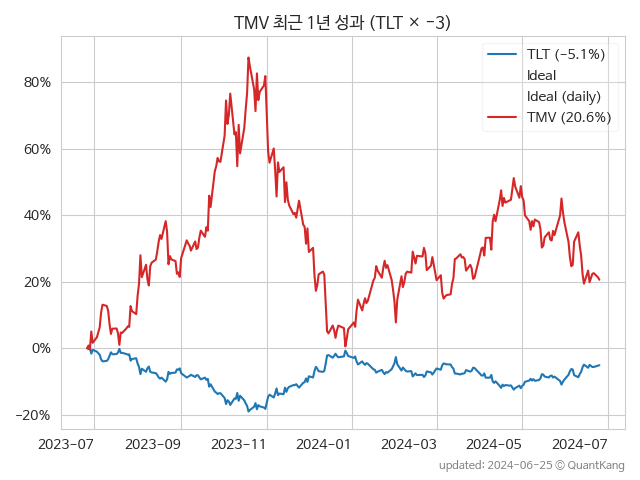 TMV 최근 1년 성과 (TLT × −3)
TLT (−5.1%)
Ideal
Ideal (daily)
TMV (20.6%)
80%
60%
40%
20%
0%
−20%
2023-07
2023-09
2023-11
2024-01
2024-03
2024-05
2024-07
updated: 2024-06-25 © QuantKang